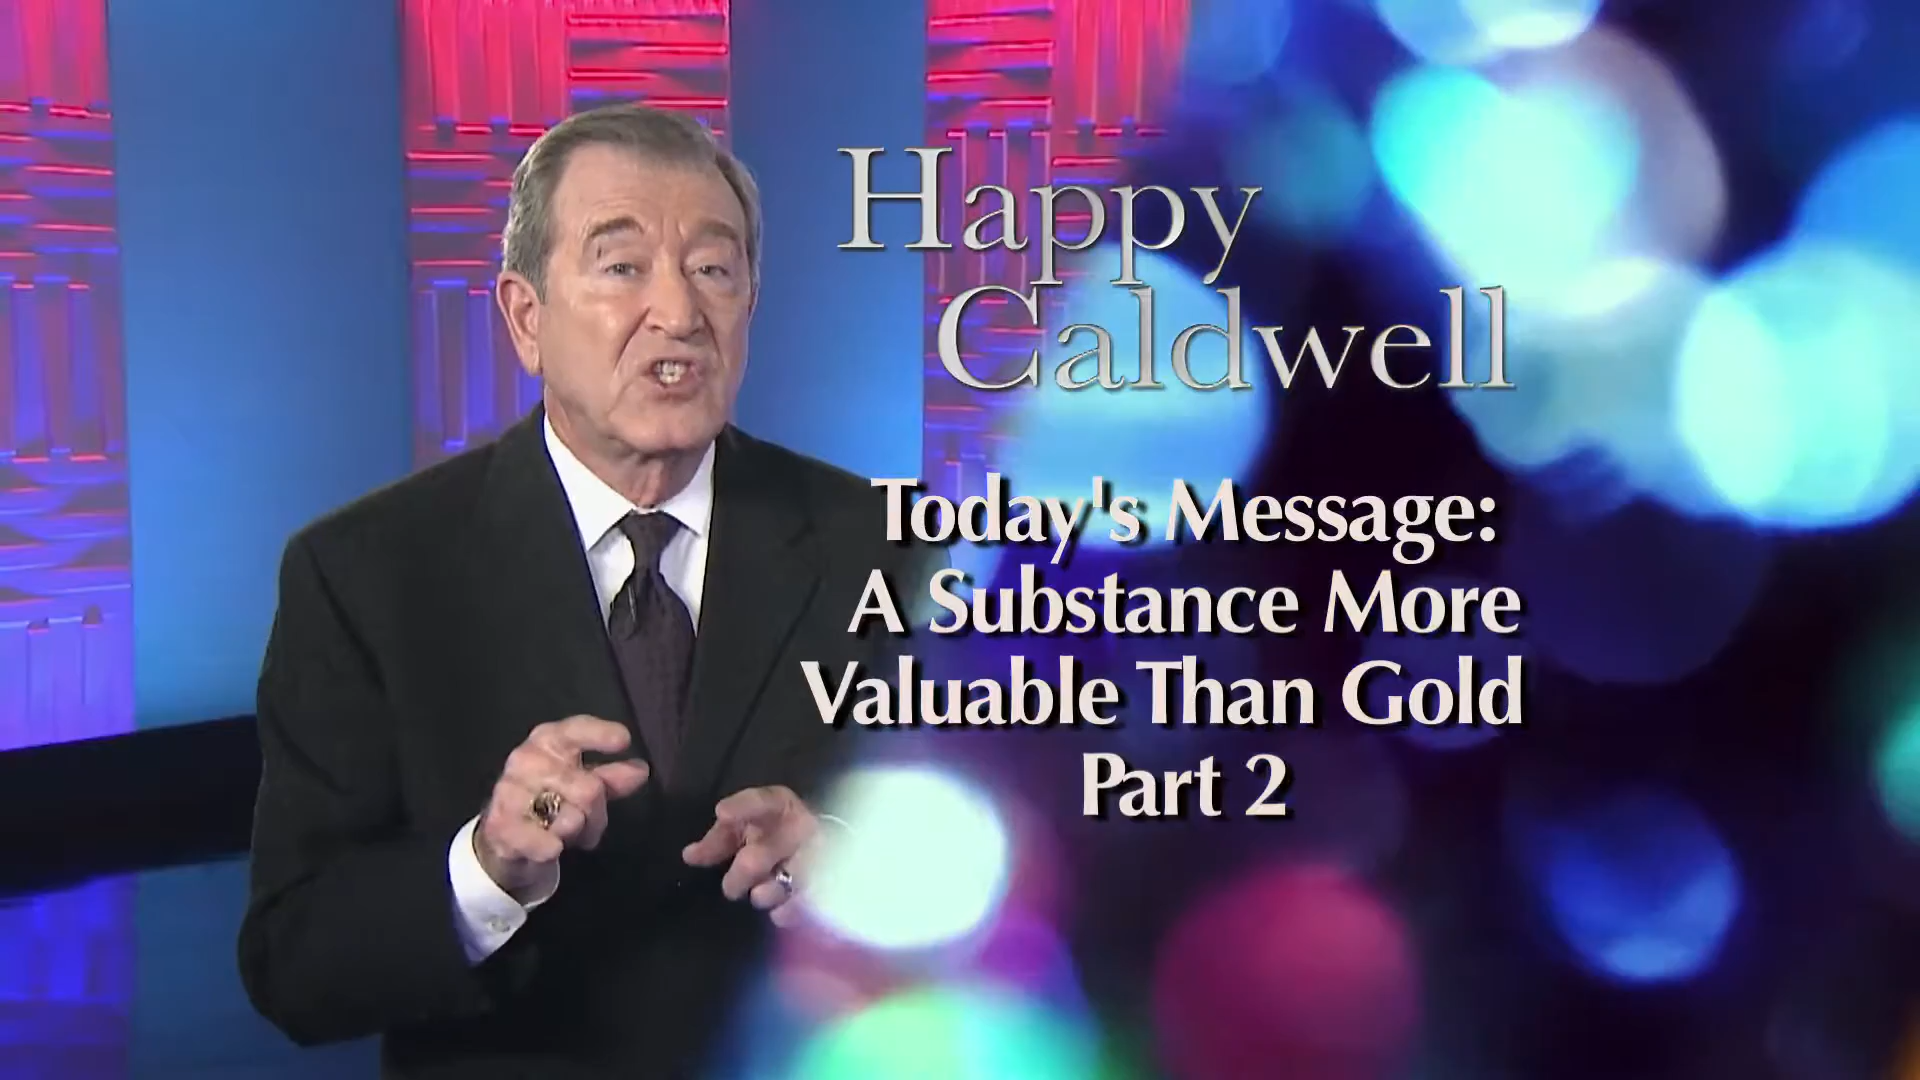 Happy
Caldwell
Today's Message:
A Substance More
Valuable Than Gold
Part 2